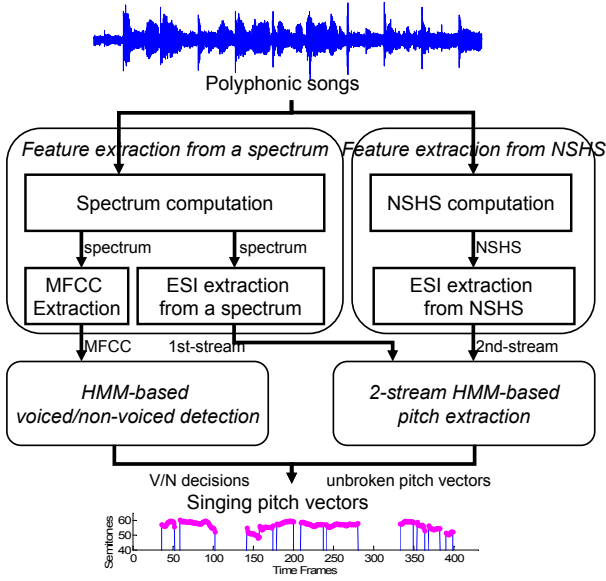 Polyphonic songs
Feature extraction from a spectrum
Feature extraction from NSHS
Spectrum computation
NSHS computation
spectrum
spectrum
NSHS
MFCC
Extraction
ESI extraction
from a spectrum
ESI extraction
from NSHS
MFCC
1st-stream
2nd-stream
HMM-based
voiced/non-voiced detection
2-stream HMM-based
pitch extraction
V/N decisions
unbroken pitch vectors
Singing pitch vectors
Semitones
60
50
40
0 50 100 150 200 250 300 350 400
Time Frames